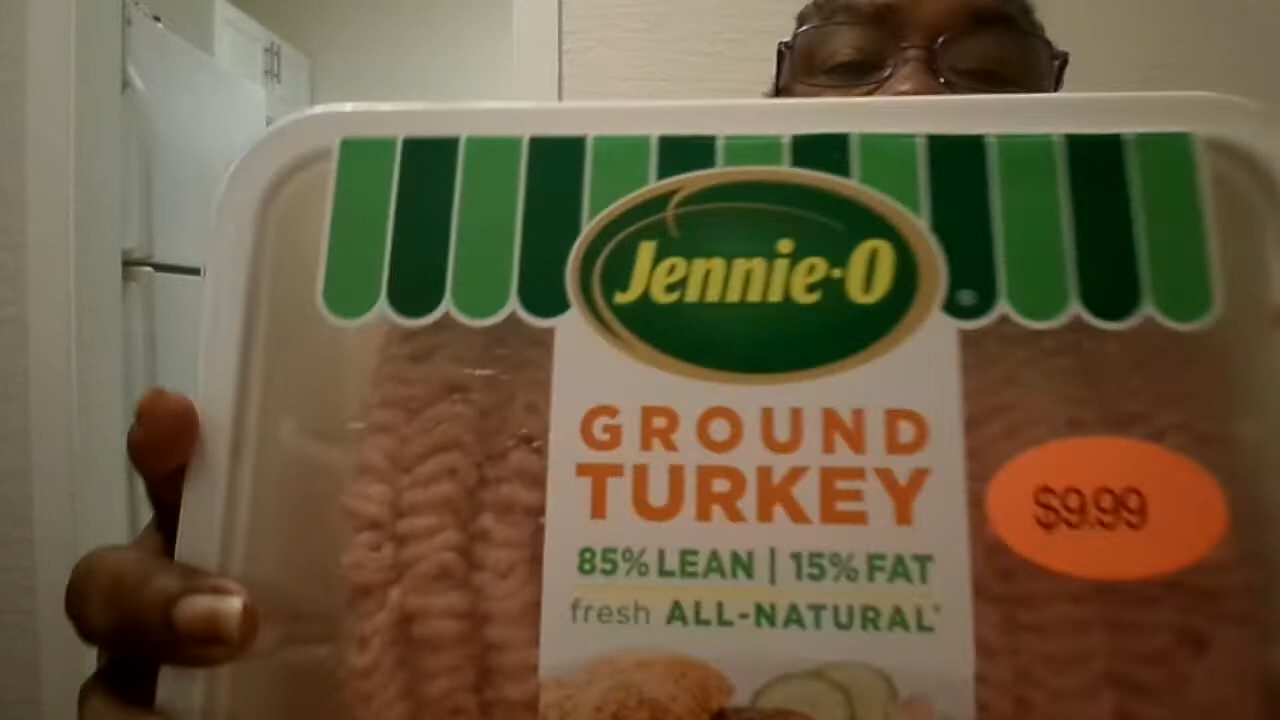 Jennie-O
GROUND
TURKEY
$9.99
85% LEAN | 15% FAT
fresh ALL-NATURAL*